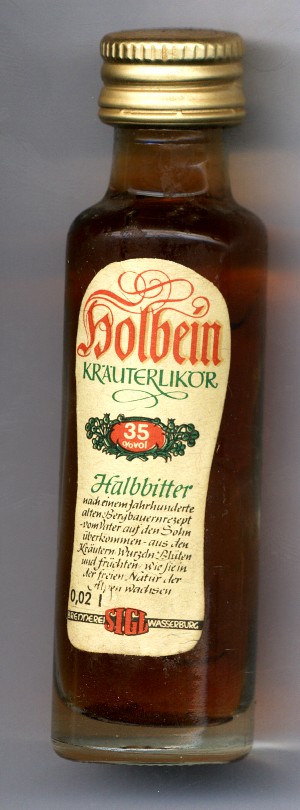 Holbein
KRÄUTERLIKÖR
35
%vol
Halbbitter
nach einem Jahrhunderte
alten Bergbauernrezept
vom Vater auf den Sohn
überkommen - aus den
Kräutern Wurzeln Blüten
und früchten, wie sie in
der freien Natur der
Alpen wachsen
0,02 l
BRENNEREI SIGL WASSERBURG